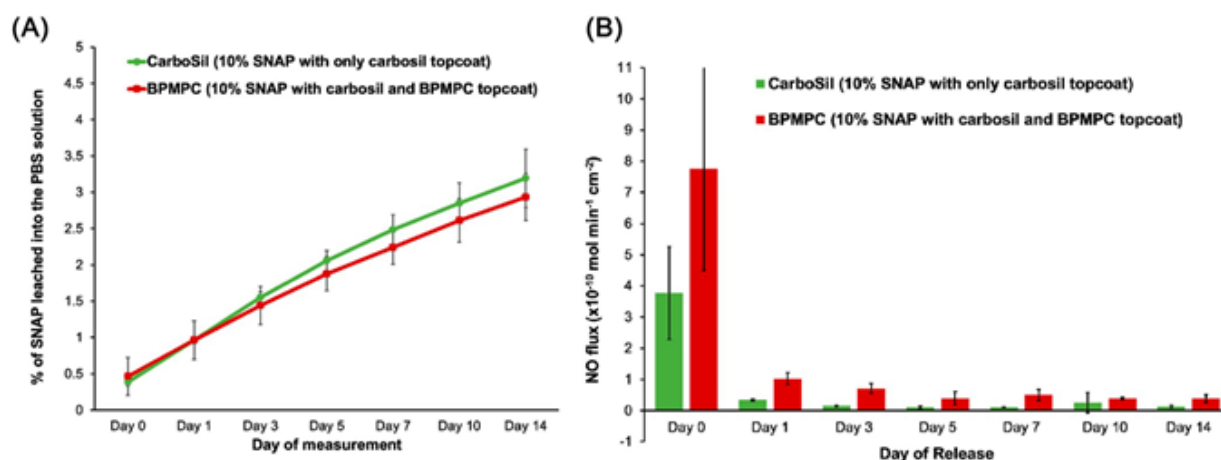 (A)
CarboSil (10% SNAP with only carbosil topcoat)
BPMPC (10% SNAP with carbosil and BPMPC topcoat)
% of SNAP leached into the PBS solution
5
4.5
4
3.5
3
2.5
2
1.5
1
0.5
0
Day 0 Day 1 Day 3 Day 5 Day 7 Day 10 Day 14
Day of measurement
(B)
CarboSil (10% SNAP with only carbosil topcoat)
BPMPC (10% SNAP with carbosil and BPMPC topcoat)
NO flux (x10⁻¹⁰ mol min⁻¹ cm⁻²)
11
10
9
8
7
6
5
4
3
2
1
0
-1
Day 0 Day 1 Day 3 Day 5 Day 7 Day 10 Day 14
Day of Release